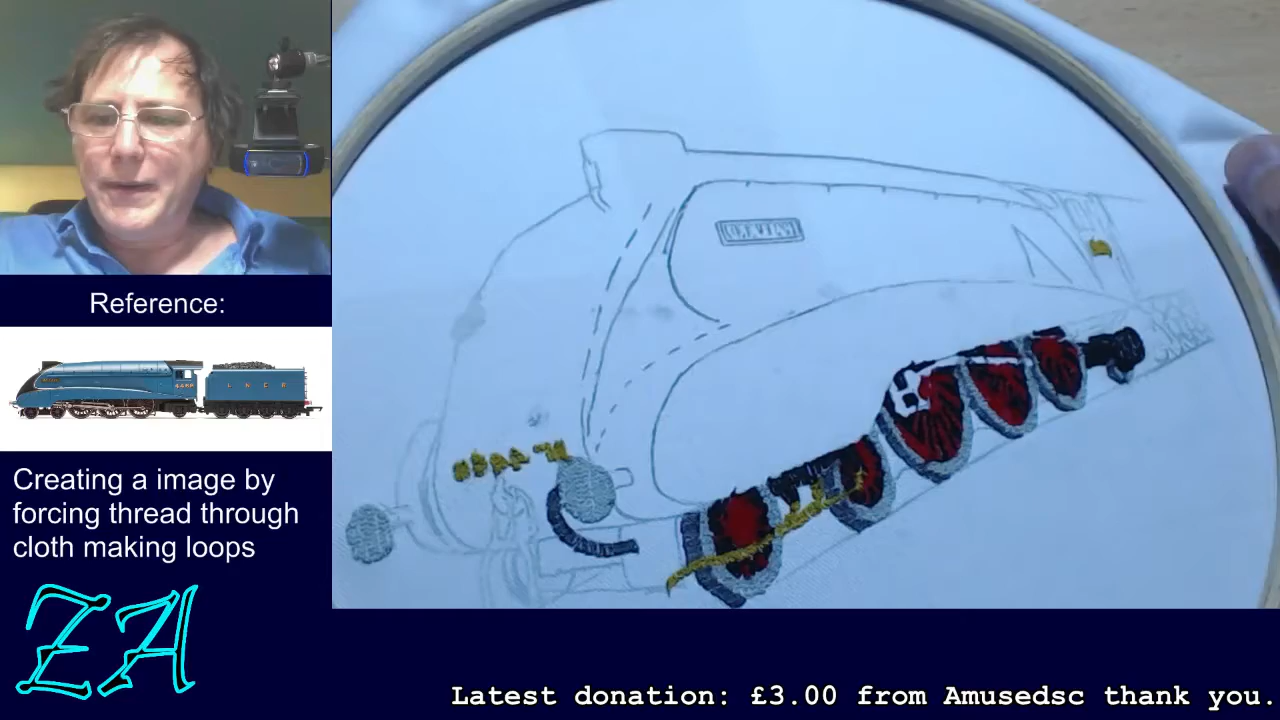 Reference:
L N E R
Creating a image by
forcing thread through
cloth making loops
ZA
Latest donation: £3.00 from Amusedsc thank you.